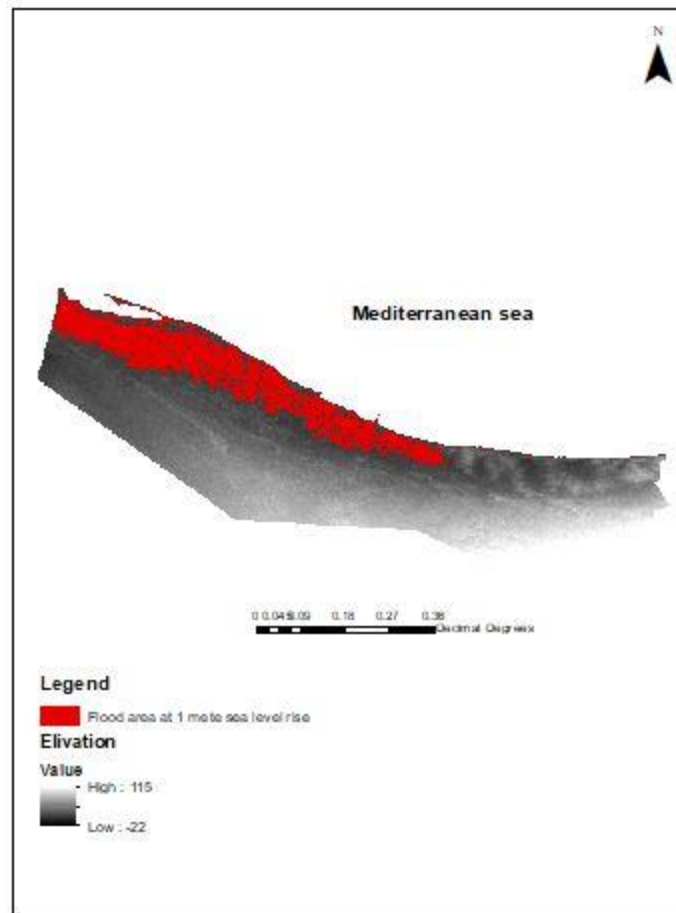 N
Mediterranean sea
0 0.045 0.09 0.18 0.27 0.36
Decimal Degrees
Legend
Flood area at 1 mete sea level rise
Elivation
Value
High : 115
Low : -22